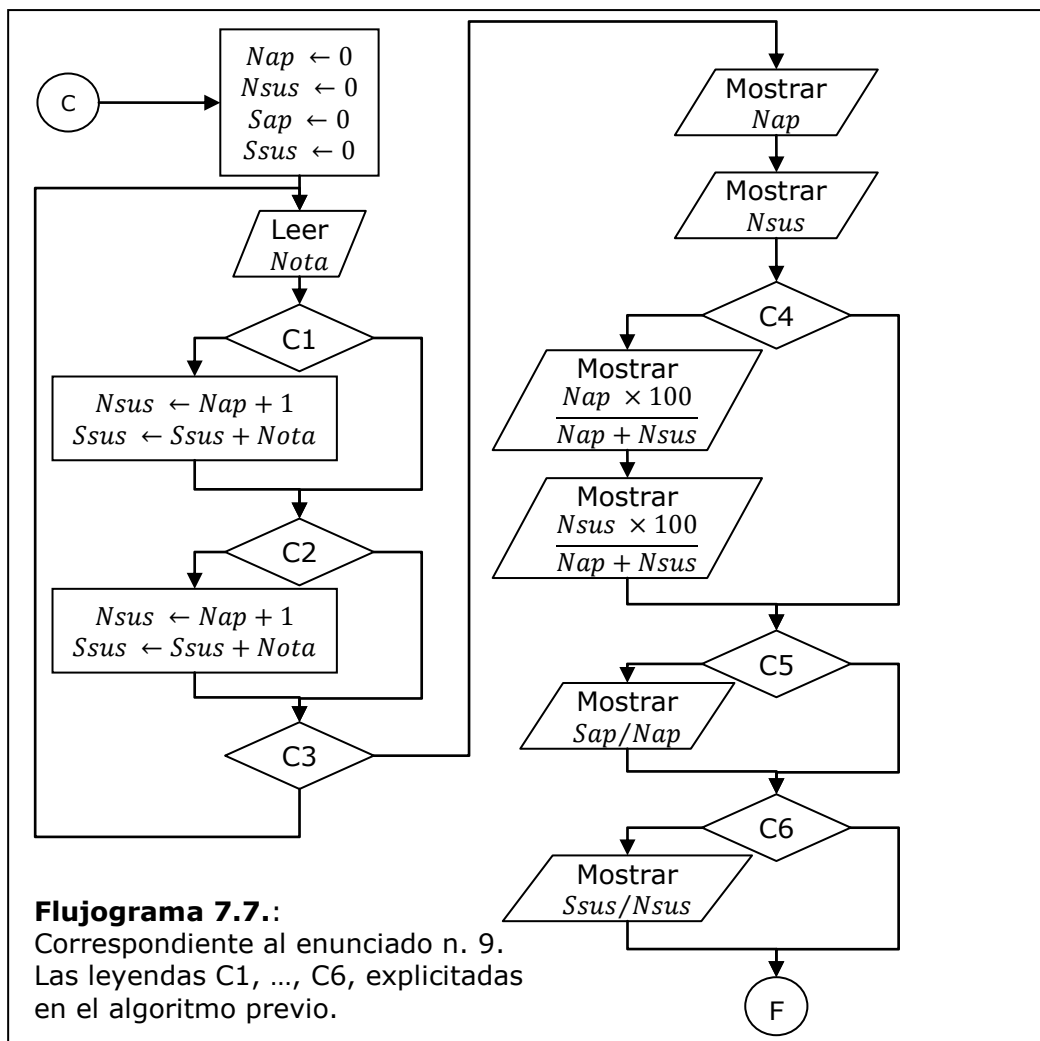 C
Nap ← 0
Nsus ← 0
Sap ← 0
Ssus ← 0
Leer
Nota
C1
Nsus ← Nap + 1
Ssus ← Ssus + Nota
C2
Nsus ← Nap + 1
Ssus ← Ssus + Nota
C3
Mostrar
Nap
Mostrar
Nsus
C4
Mostrar
Nap × 100
Nap + Nsus
Mostrar
Nsus × 100
Nap + Nsus
C5
Mostrar
Sap/Nap
C6
Mostrar
Ssus/Nsus
F
Flujograma 7.7.:
Correspondiente al enunciado n. 9.
Las leyendas C1, …, C6, explicitadas
en el algoritmo previo.